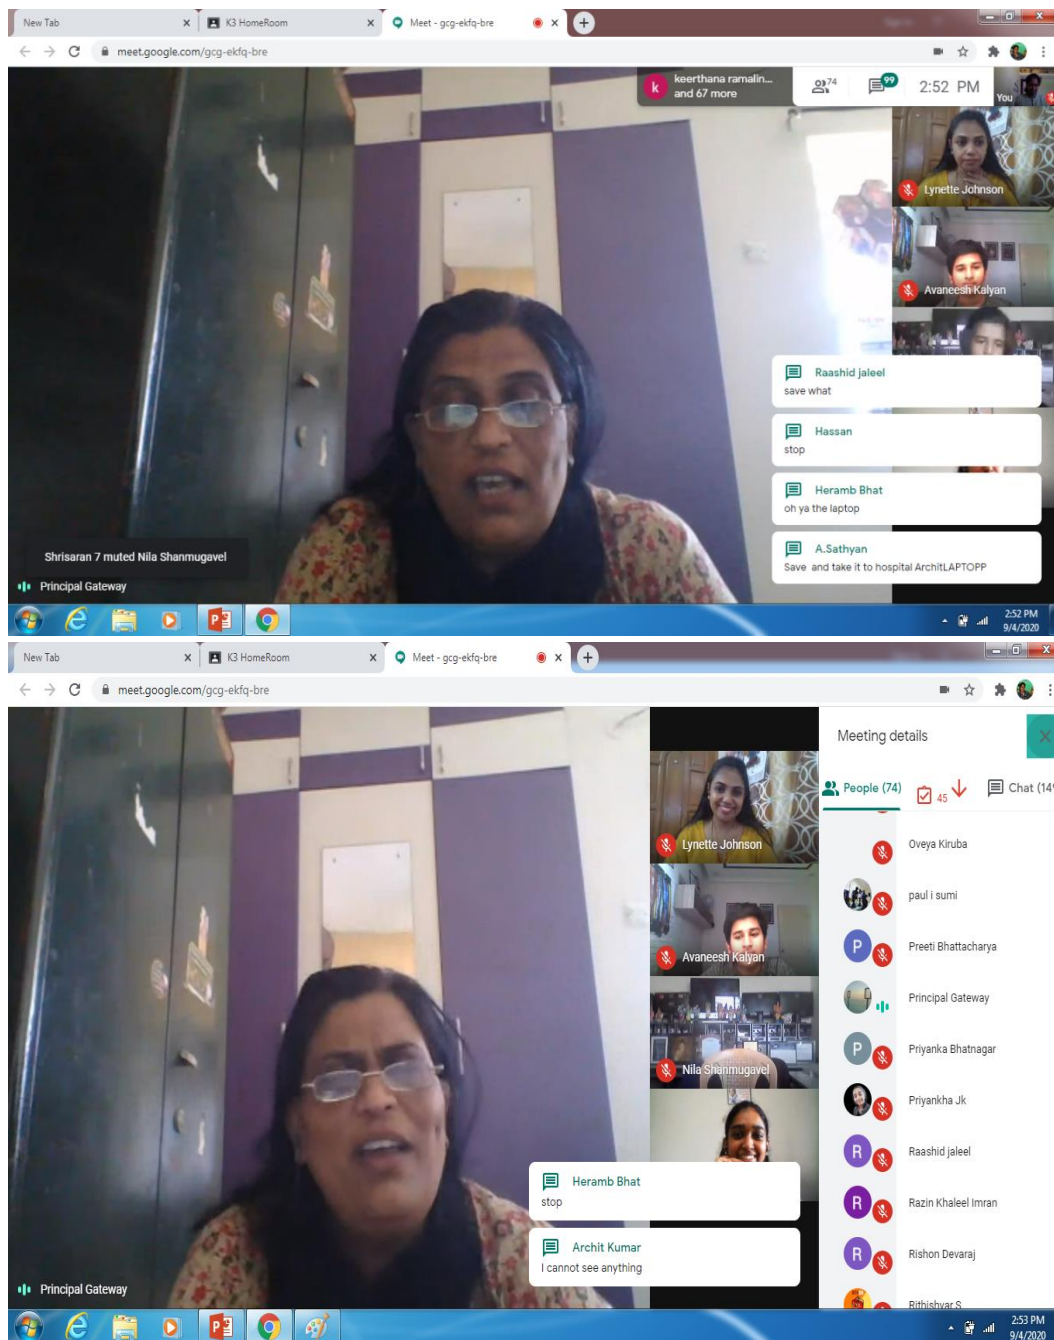 New Tab
K3 HomeRoom
Meet - gcg-ekfq-bre
meet.google.com/gcg-ekfq-bre
k
keerthana ramalin...
and 67 more
74
99
2:52 PM
You
Lynette Johnson
Avaneesh Kalyan
Raashid jaleel
save what
Hassan
stop
Heramb Bhat
oh ya the laptop
A.Sathyan
Save and take it to hospital ArchitLAPTOPP
Shrisaran 7 muted Nila Shanmugavel
Principal Gateway
2:52 PM
9/4/2020
New Tab
K3 HomeRoom
Meet - gcg-ekfq-bre
meet.google.com/gcg-ekfq-bre
Meeting details
People (74)
45
Chat (149
Lynette Johnson
Avaneesh Kalyan
Nila Shanmugavel
Oveya Kiruba
paul i sumi
P
Preeti Bhattacharya
Principal Gateway
P
Priyanka Bhatnagar
Priyankha Jk
R
Raashid jaleel
R
Razin Khaleel Imran
R
Rishon Devaraj
Rithishvar S
Heramb Bhat
stop
Archit Kumar
I cannot see anything
Principal Gateway
2:53 PM
9/4/2020